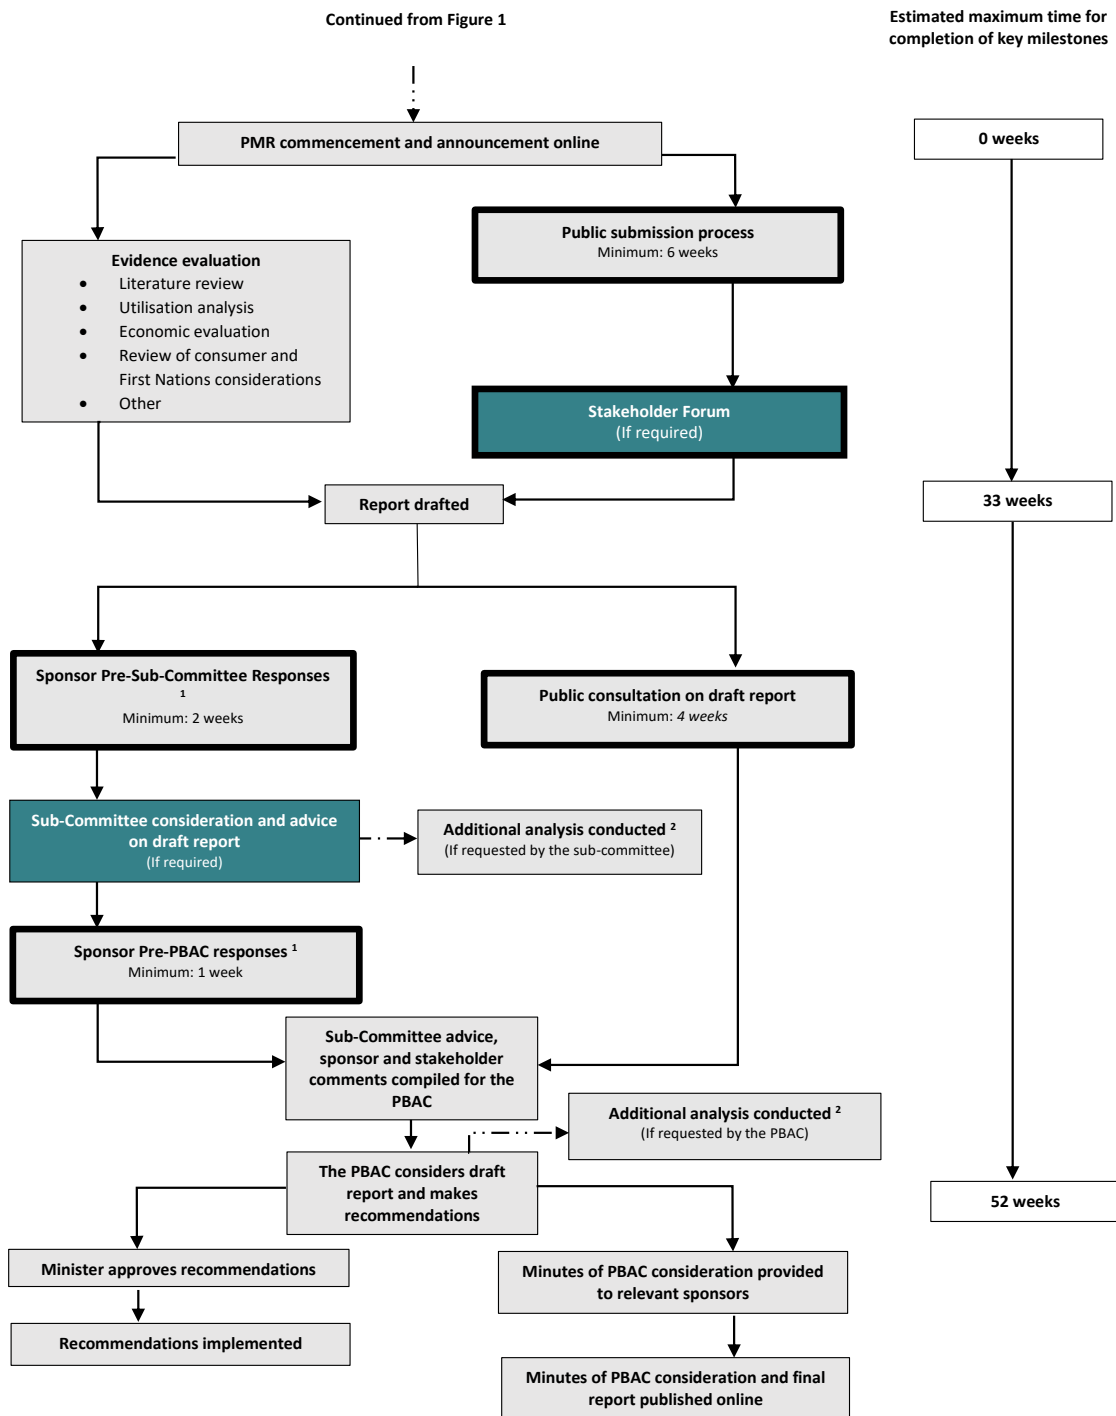 Continued from Figure 1
Estimated maximum time for
completion of key milestones
PMR commencement and announcement online
0 weeks
Public submission process
Minimum: 6 weeks
Evidence evaluation
• Literature review
• Utilisation analysis
• Economic evaluation
• Review of consumer and
First Nations considerations
• Other
Stakeholder Forum
(If required)
Report drafted
33 weeks
Sponsor Pre-Sub-Committee Responses
1
Minimum: 2 weeks
Public consultation on draft report
Minimum: 4 weeks
Sub-Committee consideration and advice
on draft report
(If required)
Additional analysis conducted 2
(If requested by the sub-committee)
Sponsor Pre-PBAC responses 1
Minimum: 1 week
Sub-Committee advice,
sponsor and stakeholder
comments compiled for the
PBAC
Additional analysis conducted 2
(If requested by the PBAC)
The PBAC considers draft
report and makes
recommendations
52 weeks
Minister approves recommendations
Minutes of PBAC consideration provided
to relevant sponsors
Recommendations implemented
Minutes of PBAC consideration and final
report published online